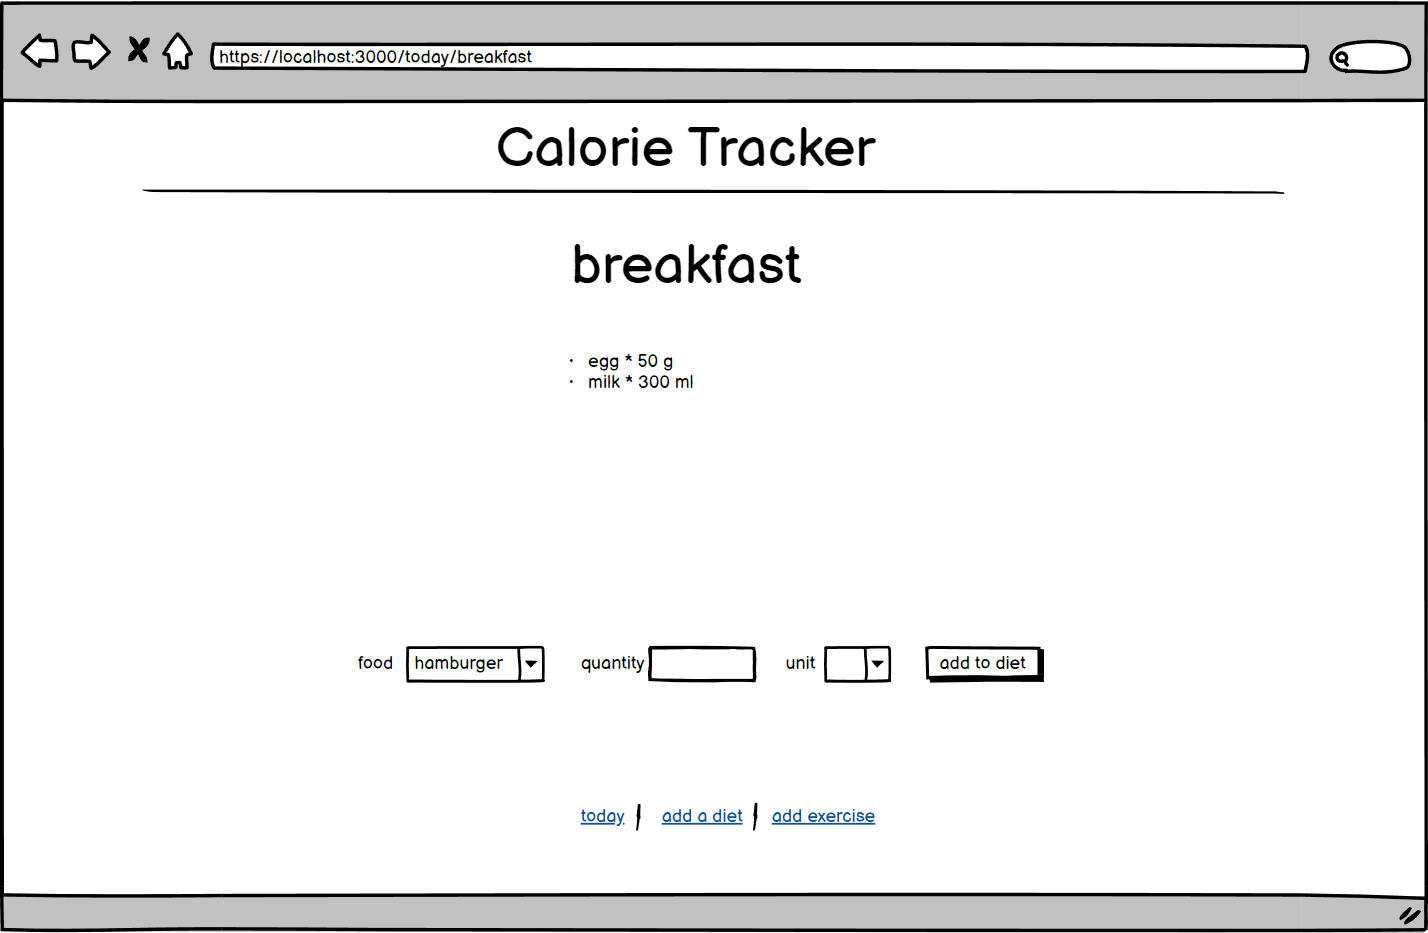 https://localhost:3000/today/breakfast
Calorie Tracker
breakfast
· egg * 50 g
· milk * 300 ml
food hamburger quantity unit add to diet
today | add a diet | add exercise